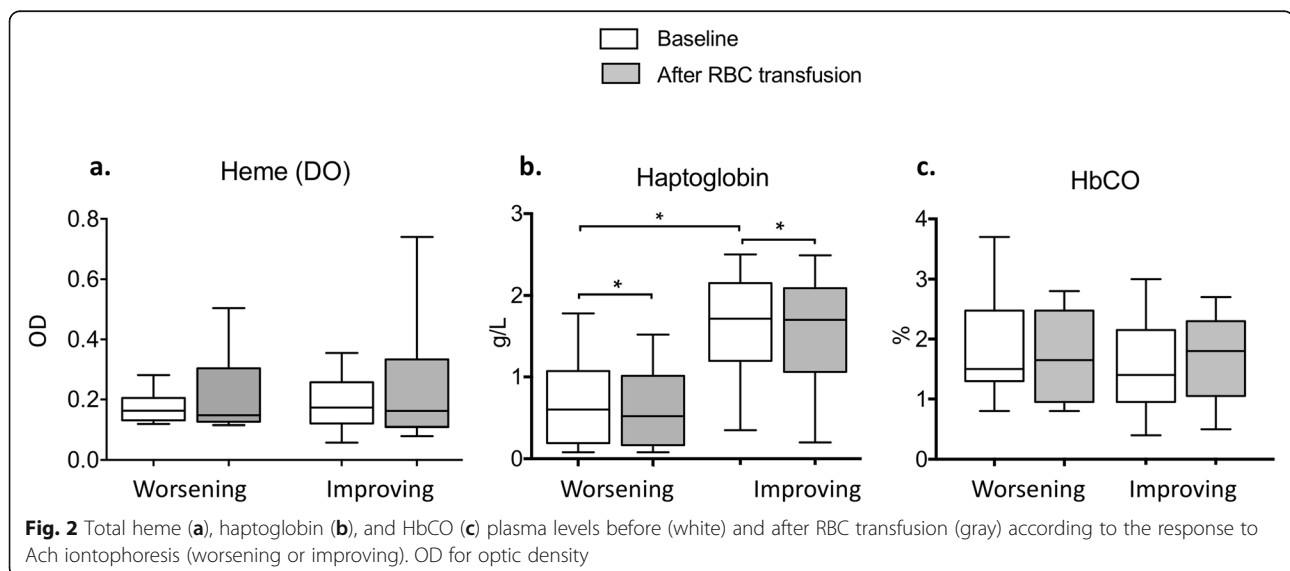 Baseline
After RBC transfusion
a.
Heme (DO)
0.8
0.6
0.4
0.2
0.0
OD
Worsening
Improving
b.
Haptoglobin
3
2
1
0
g/L
*
*
*
Worsening
Improving
c.
HbCO
4
3
2
1
0
%
Worsening
Improving
Fig. 2 Total heme (a), haptoglobin (b), and HbCO (c) plasma levels before (white) and after RBC transfusion (gray) according to the response to
Ach iontophoresis (worsening or improving). OD for optic density